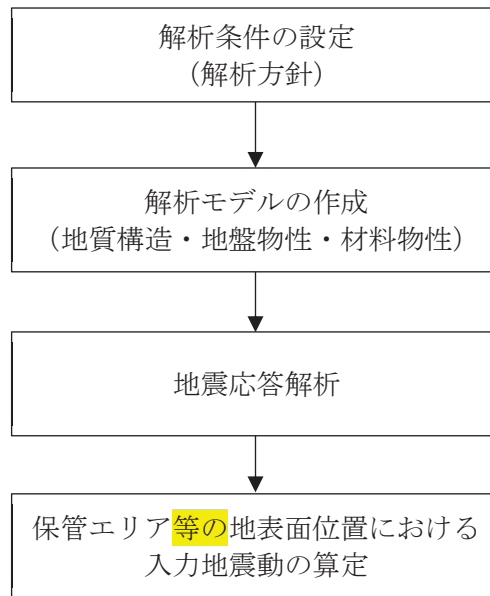 解析条件の設定
（解析方針）
解析モデルの作成
（地質構造・地盤物性・材料物性）
地震応答解析
保管エリア等の地表面位置における
入力地震動の算定